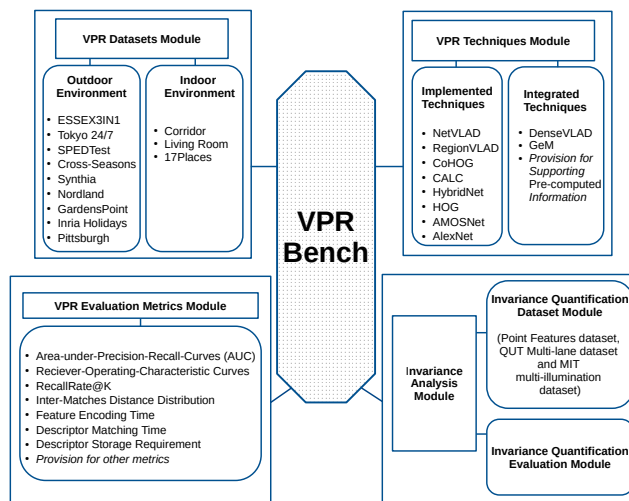 VPR Datasets Module
Outdoor
Environment
• ESSEX3IN1
• Tokyo 24/7
• SPEDTest
• Cross-Seasons
• Synthia
• Nordland
• GardensPoint
• Inria Holidays
• Pittsburgh
Indoor
Environment
• Corridor
• Living Room
• 17Places
VPR
Bench
VPR Techniques Module
Implemented
Techniques
• NetVLAD
• RegionVLAD
• CoHOG
• CALC
• HybridNet
• HOG
• AMOSNet
• AlexNet
Integrated
Techniques
• DenseVLAD
• GeM
• Provision for
Supporting
Pre-computed
Information
VPR Evaluation Metrics Module
• Area-under-Precision-Recall-Curves (AUC)
• Reciever-Operating-Characteristic Curves
• RecallRate@K
• Inter-Matches Distance Distribution
• Feature Encoding Time
• Descriptor Matching Time
• Descriptor Storage Requirement
• Provision for other metrics
Invariance
Analysis
Module
Invariance Quantification
Dataset Module
(Point Features dataset,
QUT Multi-lane dataset
and MIT
multi-illumination
dataset)
Invariance Quantification
Evaluation Module